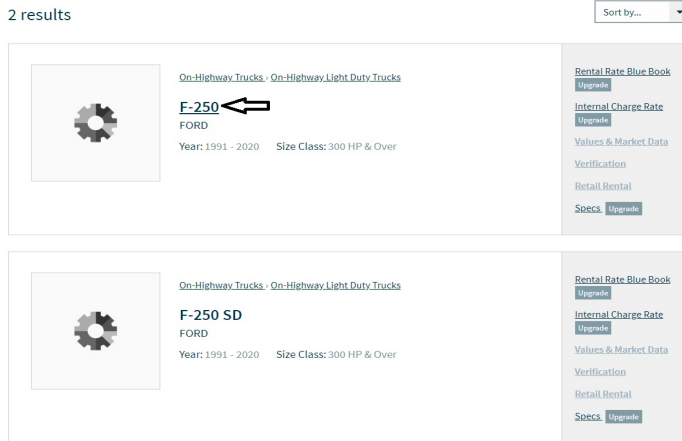 2 results
Sort by...
On-Highway Trucks › On-Highway Light Duty Trucks
F-250
FORD
Year: 1991 - 2020 Size Class: 300 HP & Over
Rental Rate Blue Book
Upgrade
Internal Charge Rate
Upgrade
Values & Market Data
Verification
Retail Rental
Specs Upgrade
On-Highway Trucks › On-Highway Light Duty Trucks
F-250 SD
FORD
Year: 1991 - 2020 Size Class: 300 HP & Over
Rental Rate Blue Book
Upgrade
Internal Charge Rate
Upgrade
Values & Market Data
Verification
Retail Rental
Specs Upgrade